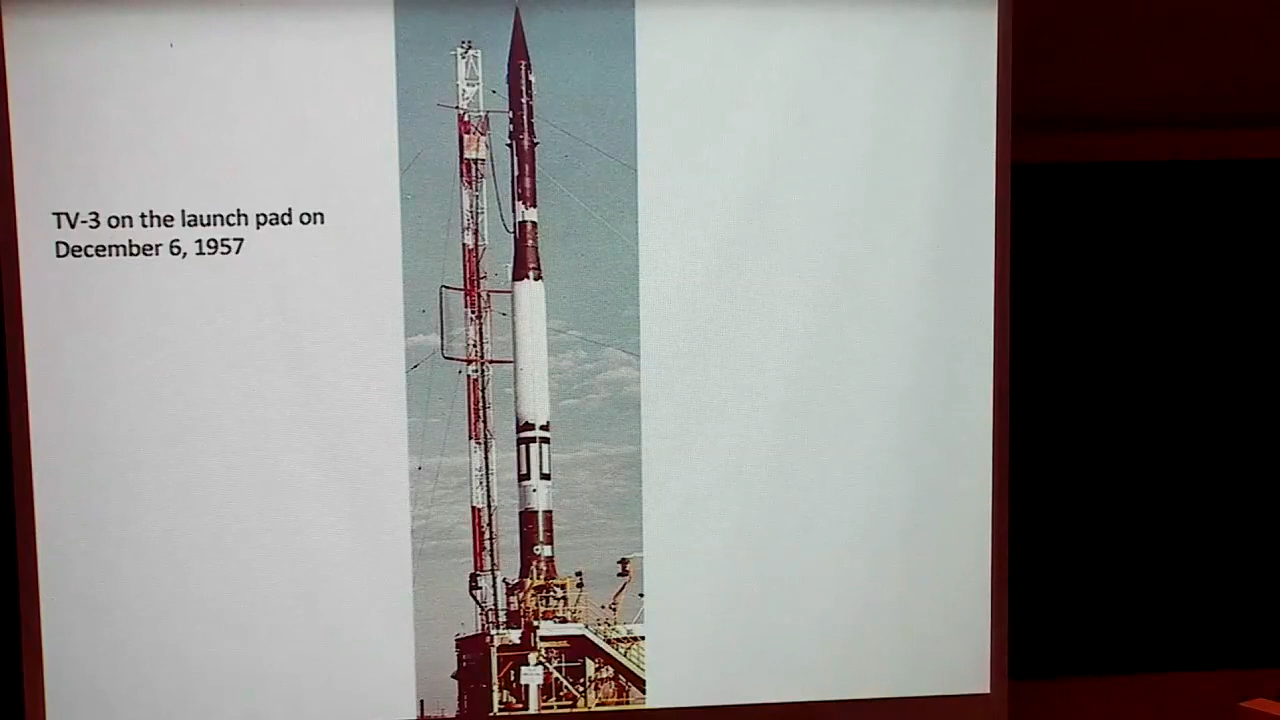 TV-3 on the launch pad on
December 6, 1957